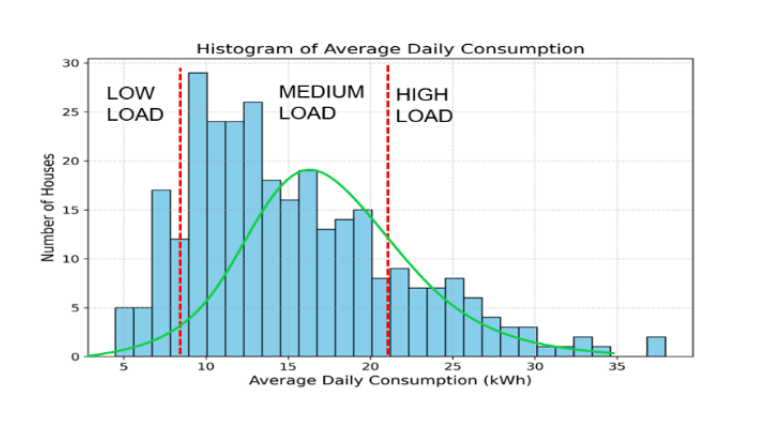 Histogram of Average Daily Consumption
30
25
20
15
10
5
0
Number of Houses
LOW
LOAD
MEDIUM
LOAD
HIGH
LOAD
5 10 15 20 25 30 35
Average Daily Consumption (kWh)